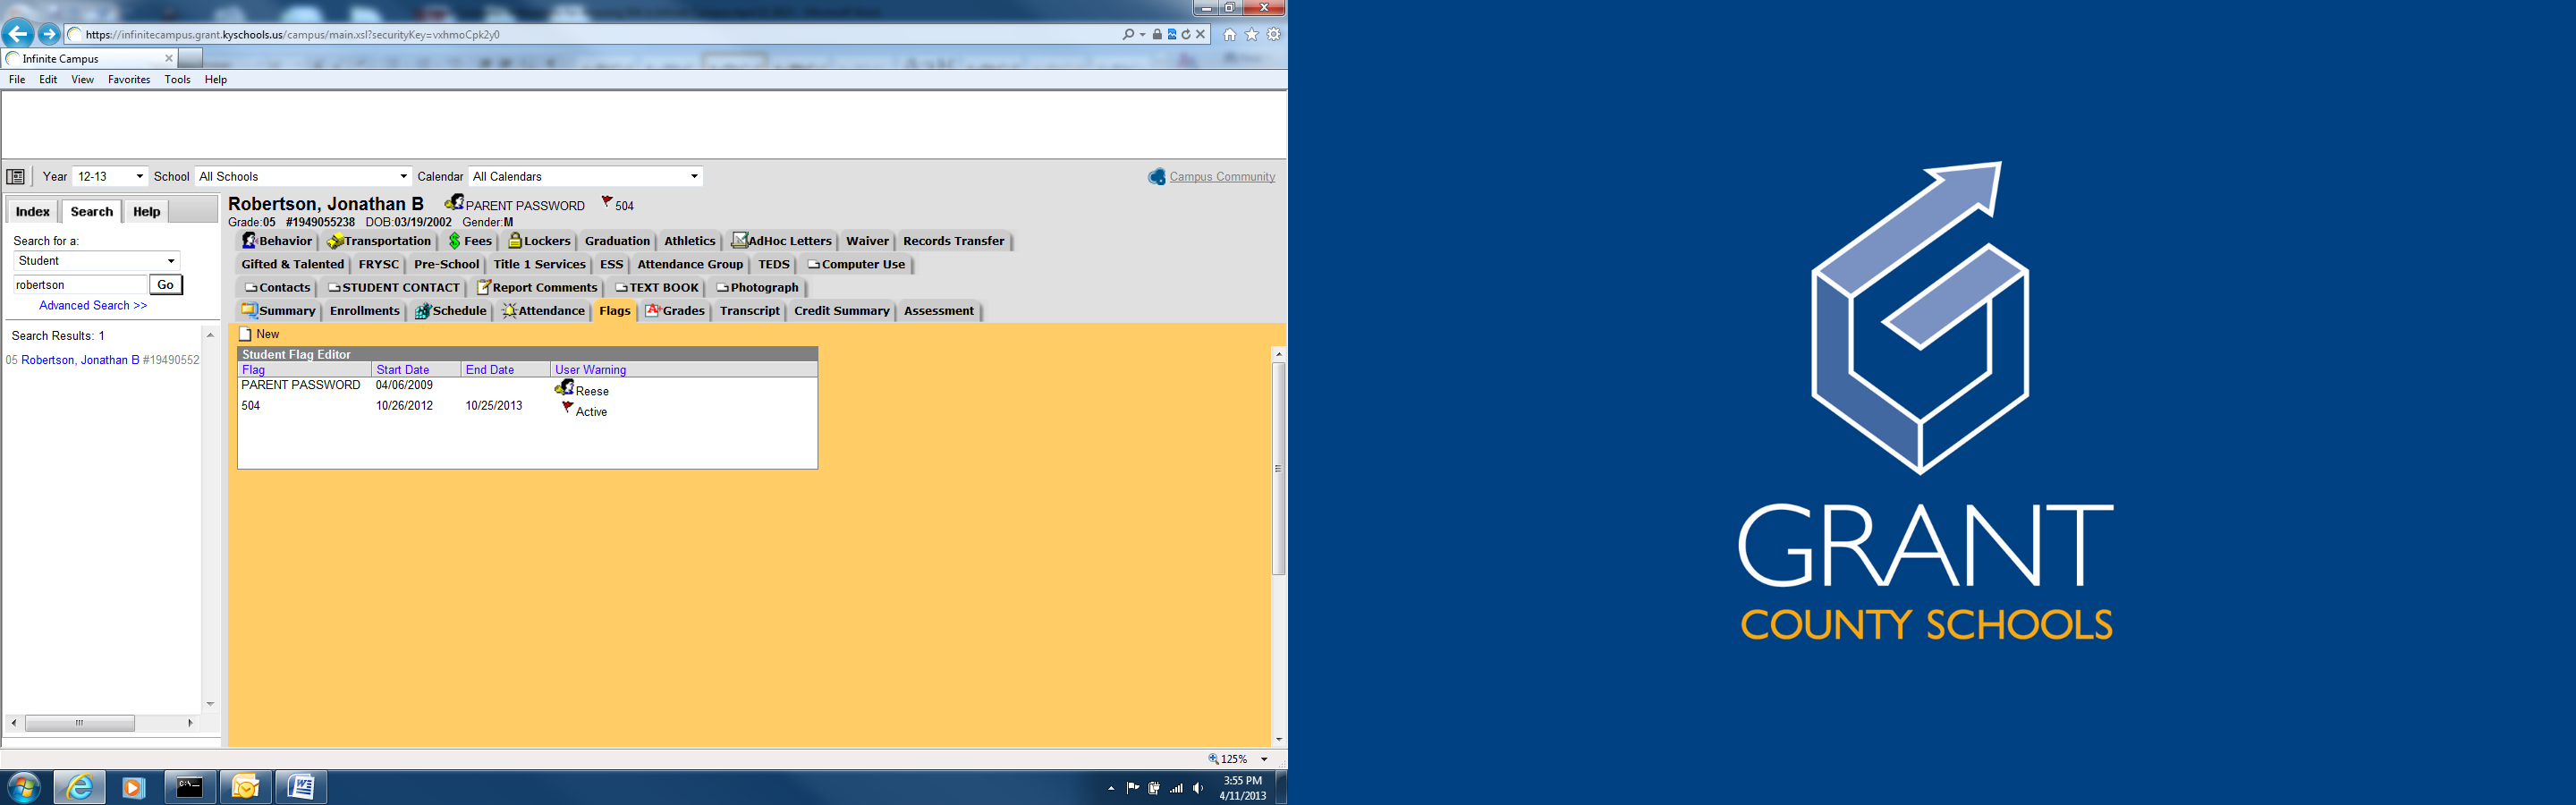 https://infinitecampus.grant.kyschools.us/campus/main.xsl?securityKey=vxhmoCpk2y0
Infinite Campus
File Edit View Favorites Tools Help
Year 12-13 School All Schools Calendar All Calendars Campus Community
Index Search Help
Search for a:
Student
robertson Go
Advanced Search >>
Search Results: 1
05 Robertson, Jonathan B #19490552
Robertson, Jonathan B PARENT PASSWORD 504
Grade:05 #1949055238 DOB:03/19/2002 Gender:M
Behavior Transportation Fees Lockers Graduation Athletics AdHoc Letters Waiver Records Transfer
Gifted & Talented FRYSC Pre-School Title 1 Services ESS Attendance Group TEDS Computer Use
Contacts STUDENT CONTACT Report Comments TEXT BOOK Photograph
Summary Enrollments Schedule Attendance Flags Grades Transcript Credit Summary Assessment
New
Student Flag Editor
Flag Start Date End Date User Warning
PARENT PASSWORD 04/06/2009 Reese
504 10/26/2012 10/25/2013 Active
125%
3:55 PM
4/11/2013
GRANT
COUNTY SCHOOLS